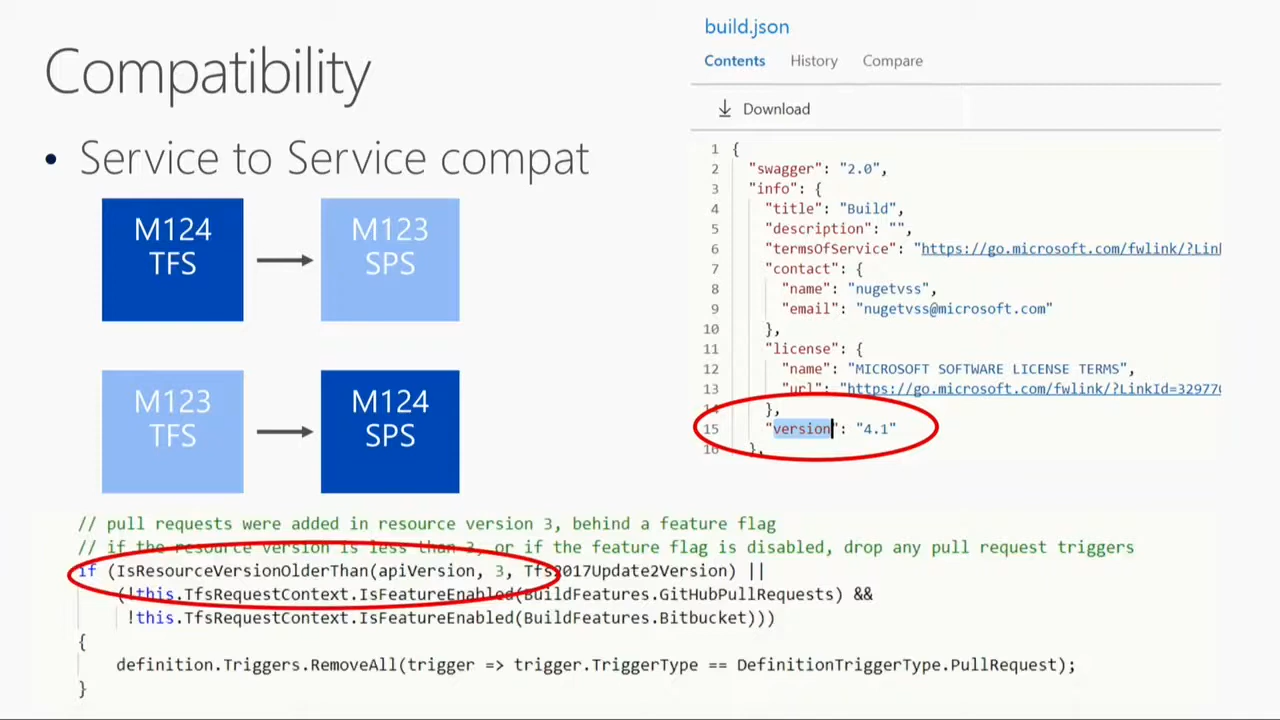 Compatibility
• Service to Service compat
M124
TFS
M123
SPS
M123
TFS
M124
SPS
build.json
Contents History Compare
Download
1 {
2 "swagger": "2.0",
3 "info": {
4 "title": "Build",
5 "description": "",
6 "termsOfService": "https://go.microsoft.com/fwlink/?Link
7 "contact": {
8 "name": "nugetvss",
9 "email": "nugetvss@microsoft.com"
10 },
11 "license": {
12 "name": "MICROSOFT SOFTWARE LICENSE TERMS",
13 "url": "https://go.microsoft.com/fwlink/?LinkId=32977
14 },
15 "version": "4.1"
16 },
// pull requests were added in resource version 3, behind a feature flag
// if the resource version is less than 3, or if the feature flag is disabled, drop any pull request triggers
if (IsResourceVersionOlderThan(apiVersion, 3, Tfs2017Update2Version) ||
(!this.TfsRequestContext.IsFeatureEnabled(BuildFeatures.GitHubPullRequests) &&
!this.TfsRequestContext.IsFeatureEnabled(BuildFeatures.Bitbucket)))
{
definition.Triggers.RemoveAll(trigger => trigger.TriggerType == DefinitionTriggerType.PullRequest);
}